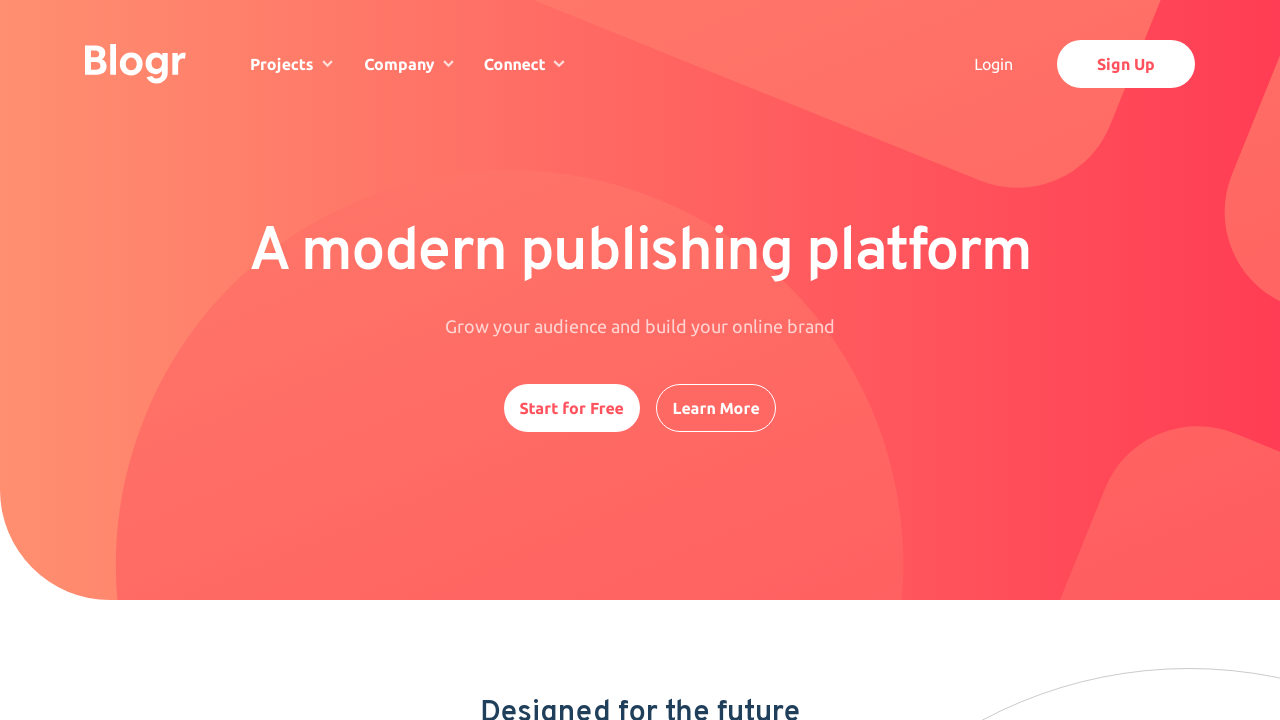 Blogr Projects Company Connect Login Sign Up
A modern publishing platform
Grow your audience and build your online brand
Start for Free Learn More
Designed for the future